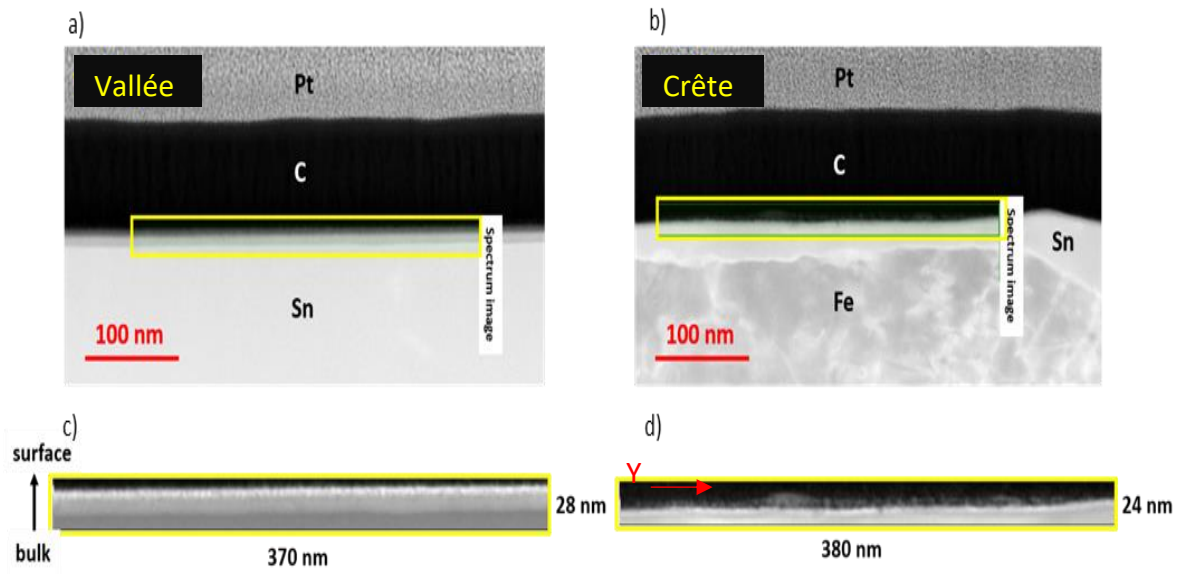 a)
Vallée
Pt
C
Sn
Spectrum image
100 nm
b)
Crête
Pt
C
Sn
Fe
Spectrum image
100 nm
c)
surface
bulk
28 nm
370 nm
d)
Y
24 nm
380 nm